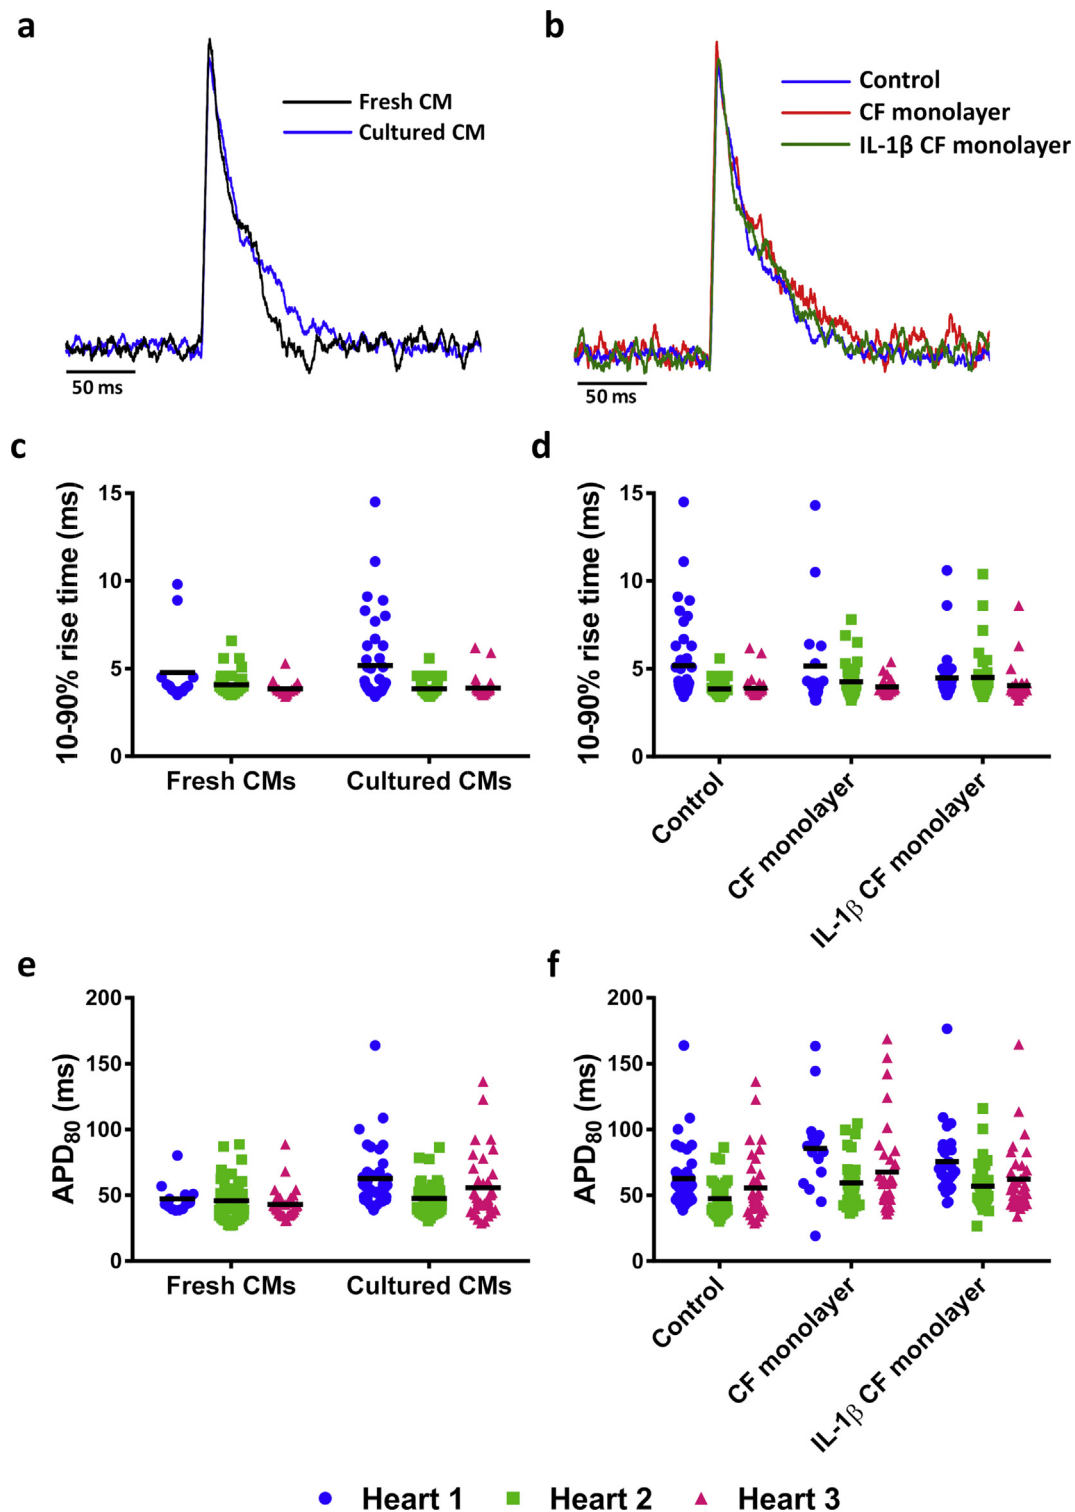 a
Fresh CM
Cultured CM
50 ms
b
Control
CF monolayer
IL-1β CF monolayer
50 ms
c
10-90% rise time (ms)
15
10
5
0
Fresh CMs
Cultured CMs
d
10-90% rise time (ms)
15
10
5
0
Control
CF monolayer
IL-1β CF monolayer
e
APD80 (ms)
200
150
100
50
0
Fresh CMs
Cultured CMs
f
APD80 (ms)
200
150
100
50
0
Control
CF monolayer
IL-1β CF monolayer
Heart 1
Heart 2
Heart 3